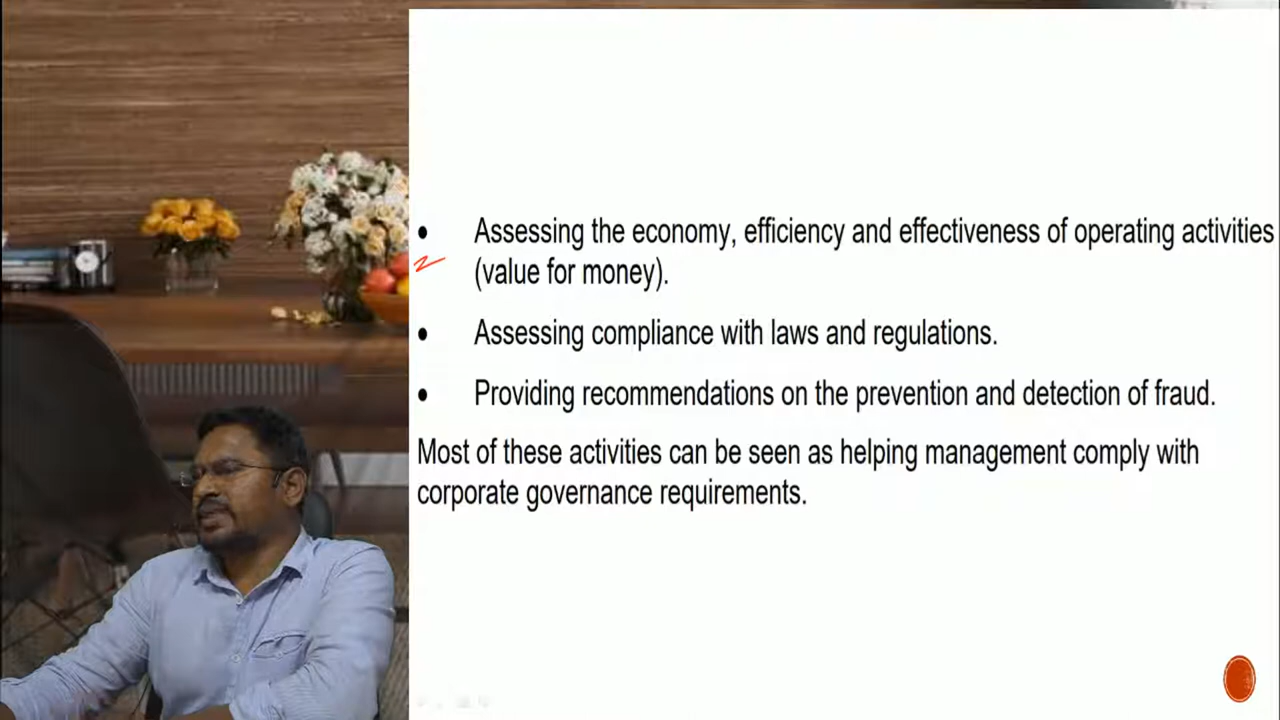 • Assessing the economy, efficiency and effectiveness of operating activities
(value for money).
• Assessing compliance with laws and regulations.
• Providing recommendations on the prevention and detection of fraud.
Most of these activities can be seen as helping management comply with
corporate governance requirements.